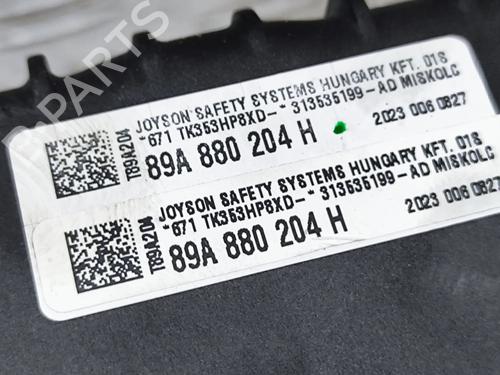 B-PARTS
T89A204
JOYSON SAFETY SYSTEMS HUNGARY KFT. 01S
*671 TK353HP8XD-* 313535199-AD MISKOLC
89A 880 204 H
2023 006 0827
T89A204
JOYSON SAFETY SYSTEMS HUNGARY KFT. 01S
*671 TK353HP8XD-* 313535199-AD MISKOLC
89A 880 204 H
2023 006 0827